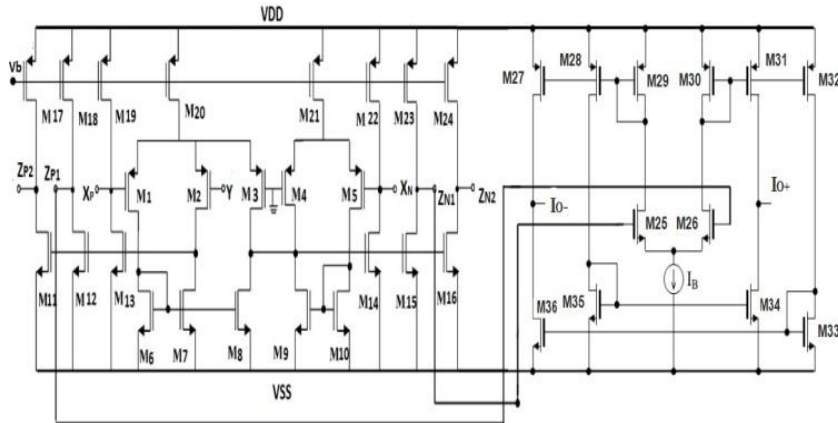 VDD
Vb
M17
M18
M19
M20
M21
M22
M23
M24
M27
M28
M29
M30
M31
M32
ZP2
ZP1
XP
M1
M2
Y
M3
M4
M5
XN
ZN1
ZN2
IO-
M25
M26
IO+
M11
M12
M13
M14
M15
M16
IB
M6
M7
M8
M9
M10
M36
M35
M34
M33
VSS